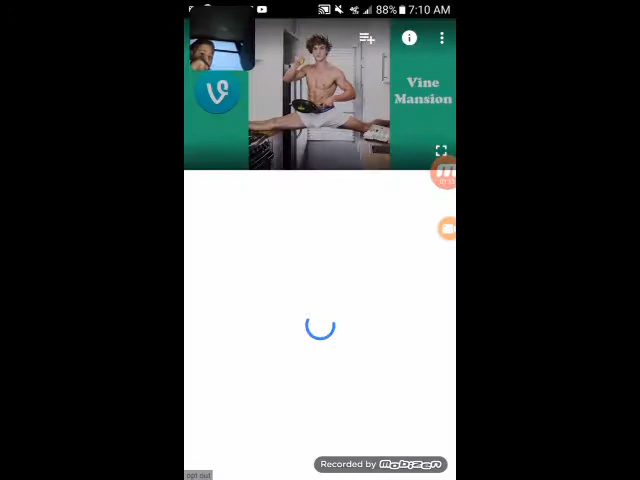 88% 7:10 AM
Vine
Mansion
opt out
Recorded by mobizen